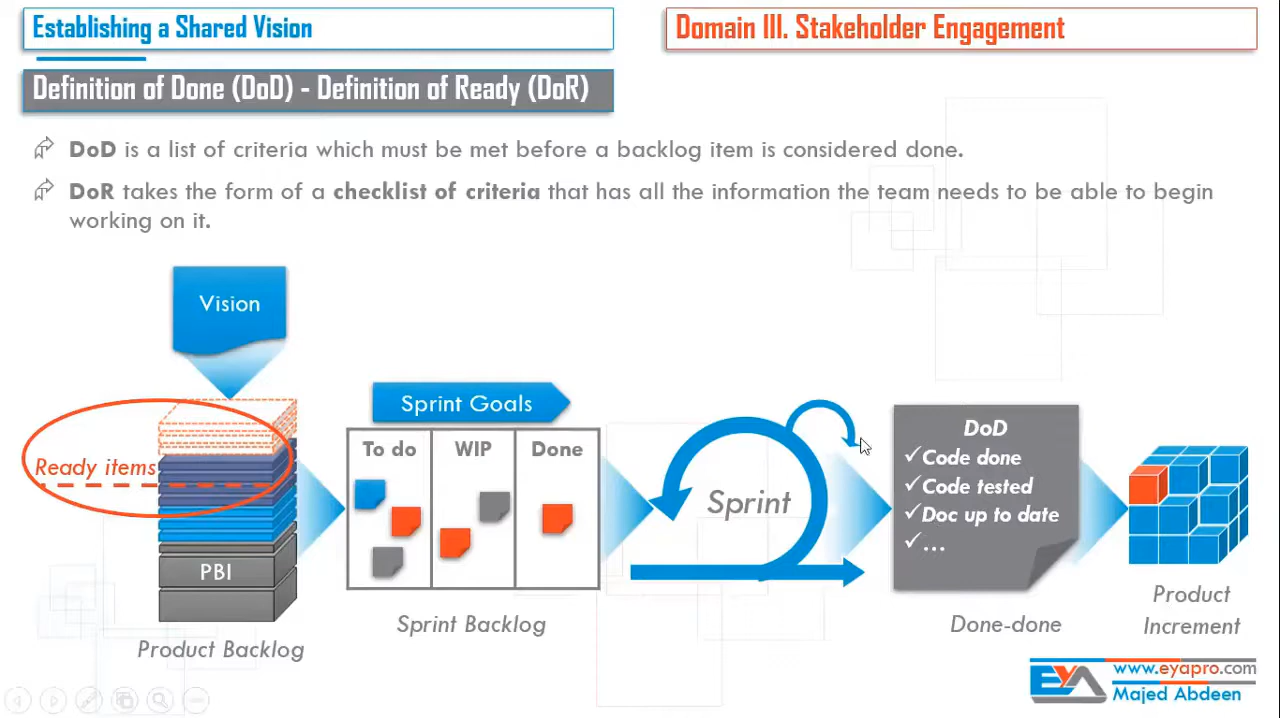 Establishing a Shared Vision
Domain III. Stakeholder Engagement
Definition of Done (DoD) - Definition of Ready (DoR)
DoD is a list of criteria which must be met before a backlog item is considered done.
DoR takes the form of a checklist of criteria that has all the information the team needs to be able to begin
working on it.
Vision
Ready items
PBI
Product Backlog
Sprint Goals
To do
WIP
Done
Sprint Backlog
Sprint
DoD
✓Code done
✓Code tested
✓Doc up to date
✓...
Done-done
Product
Increment
EYA
www.eyapro.com
Majed Abdeen